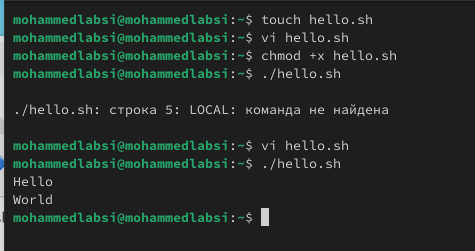 mohammedlabsi@mohammedlabsi:~$ touch hello.sh
mohammedlabsi@mohammedlabsi:~$ vi hello.sh
mohammedlabsi@mohammedlabsi:~$ chmod +x hello.sh
mohammedlabsi@mohammedlabsi:~$ ./hello.sh
./hello.sh: строка 5: LOCAL: команда не найдена
mohammedlabsi@mohammedlabsi:~$ vi hello.sh
mohammedlabsi@mohammedlabsi:~$ ./hello.sh
Hello
World
mohammedlabsi@mohammedlabsi:~$